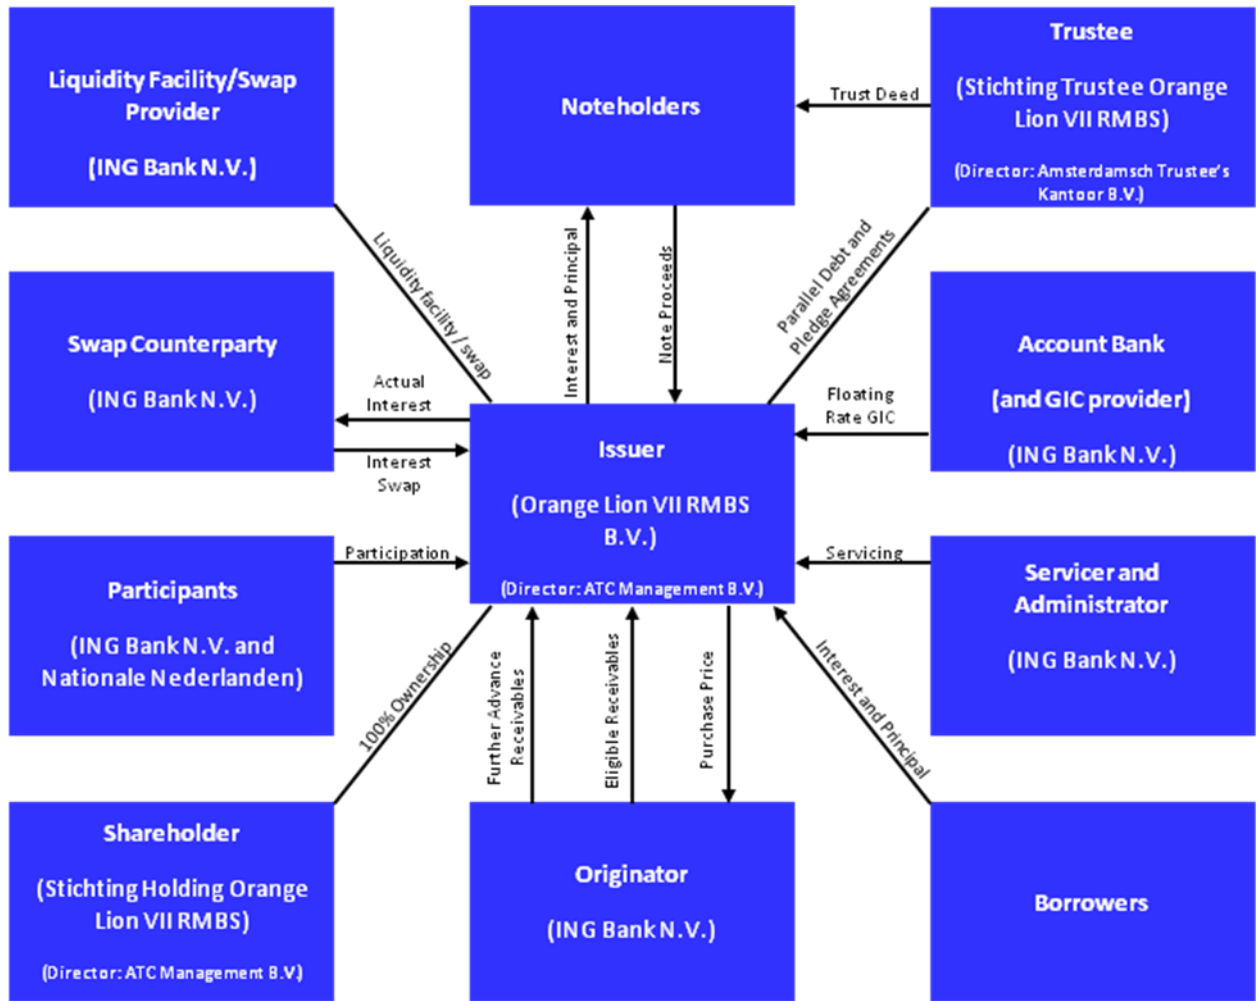 Liquidity Facility/Swap
Provider
(ING Bank N.V.)
Noteholders
Trust Deed
Trustee
(Stichting Trustee Orange
Lion VII RMBS)
(Director: Amsterdamsch Trustee's
Kantoor B.V.)
Liquidity facility / swap
Interest and Principal
Note Proceeds
Parallel Debt and
Pledge Agreements
Swap Counterparty
(ING Bank N.V.)
Actual
Interest
Interest
Swap
Issuer
(Orange Lion VII RMBS
B.V.)
(Director: ATC Management B.V.)
Floating
Rate GIC
Account Bank
(and GIC provider)
(ING Bank N.V.)
Participants
(ING Bank N.V. and
Nationale Nederlanden)
Participation
Servicing
Servicer and
Administrator
(ING Bank N.V.)
100% Ownership
Further Advance
Receivables
Eligible Receivables
Purchase Price
Interest and Principal
Shareholder
(Stichting Holding Orange
Lion VII RMBS)
(Director: ATC Management B.V.)
Originator
(ING Bank N.V.)
Borrowers